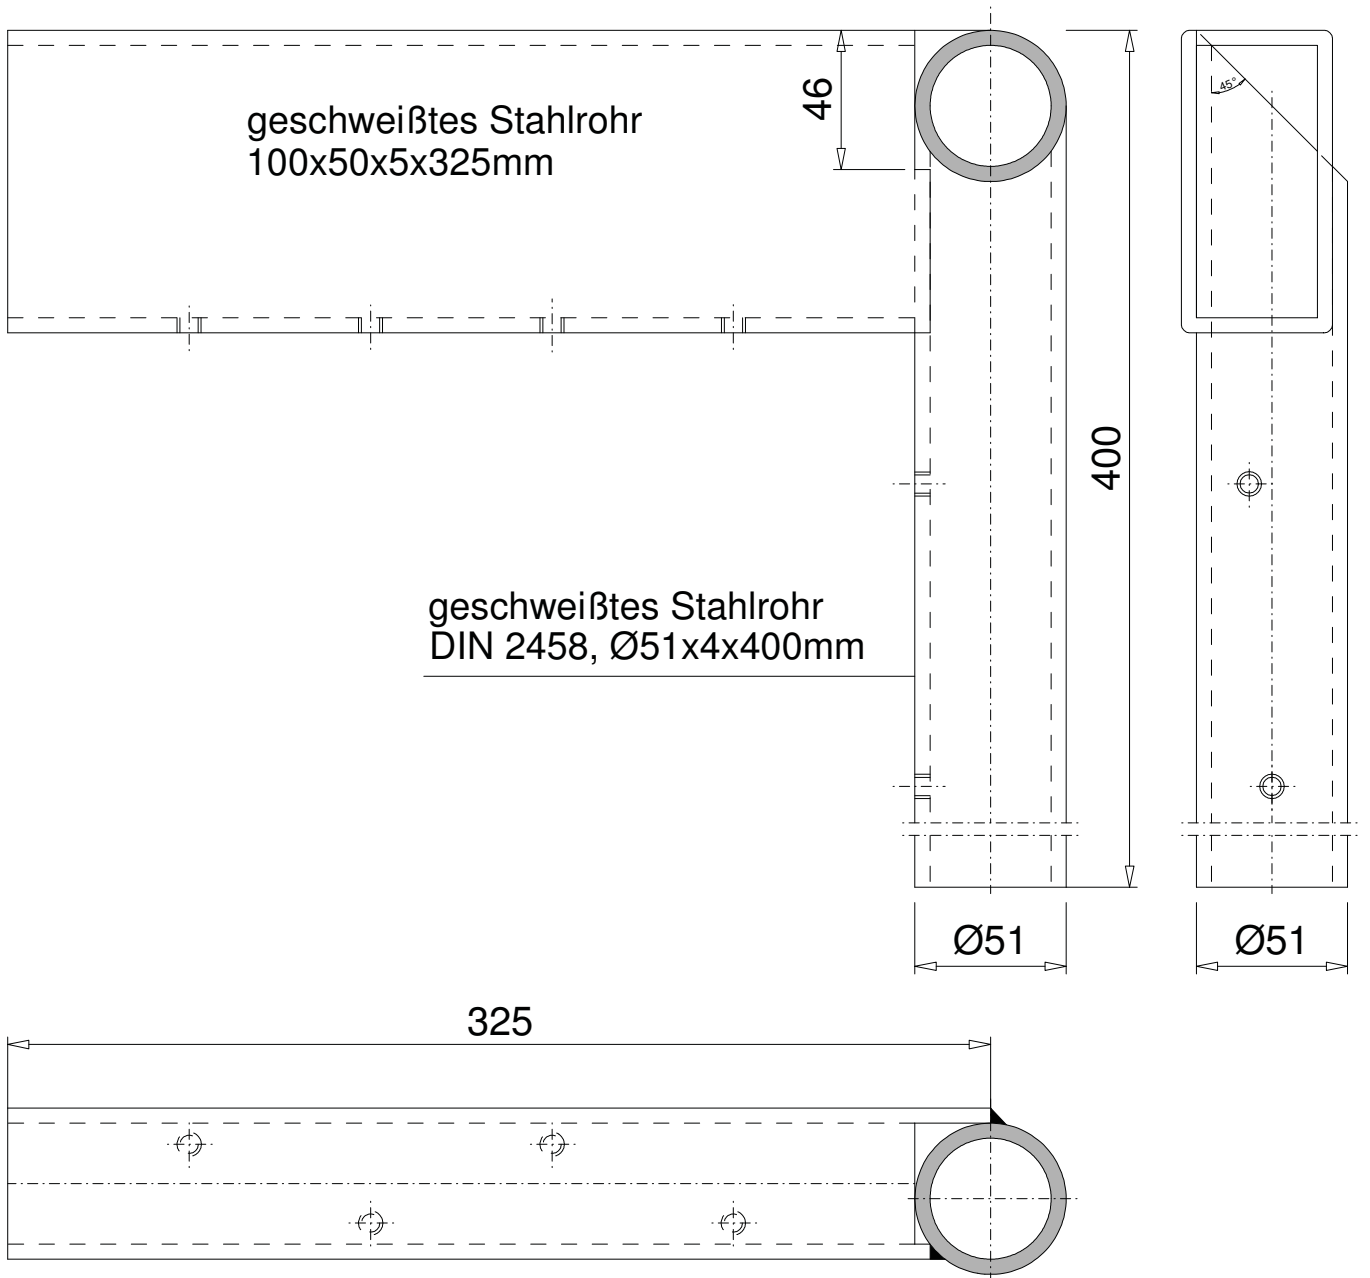 geschweißtes Stahlrohr
100x50x5x325mm
46
45°
400
geschweißtes Stahlrohr
DIN 2458, Ø51x4x400mm
Ø51
Ø51
325